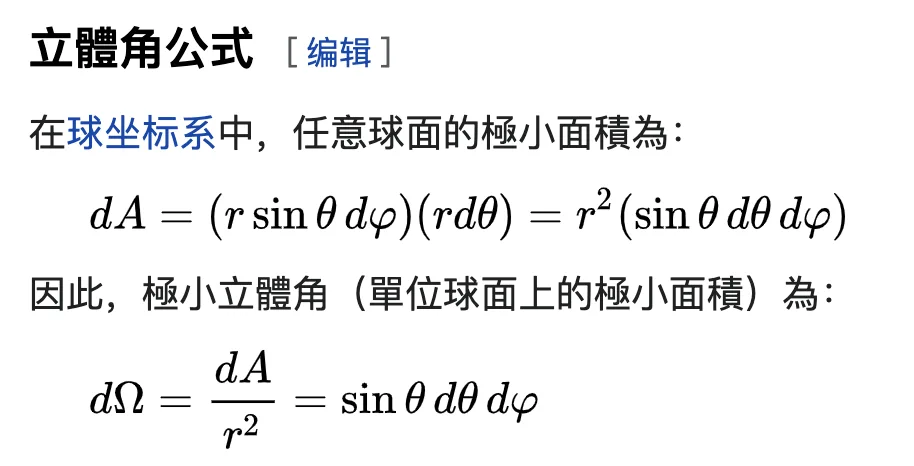 立體角公式 [编辑]
在球坐标系中，任意球面的極小面積為：
dA = (r sin θ dφ)(rdθ) = r²(sin θ dθ dφ)
因此，極小立體角（單位球面上的極小面積）為：
dΩ = dA/r² = sin θ dθ dφ